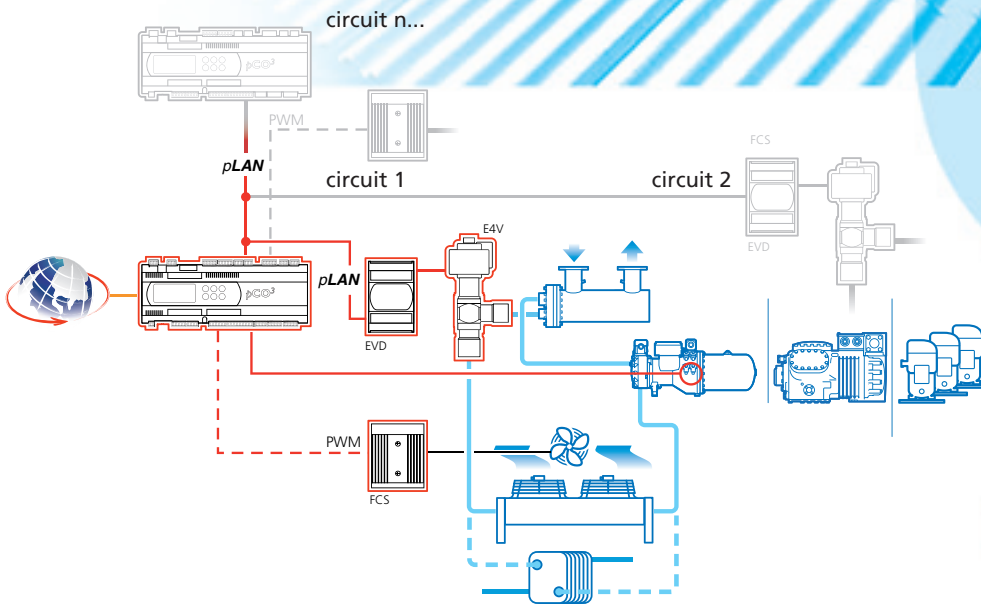 circuit n...
pCO³
PWM
pLAN
FCS
circuit 1
circuit 2
E4V
EVD
pCO³
pLAN
EVD
PWM
FCS